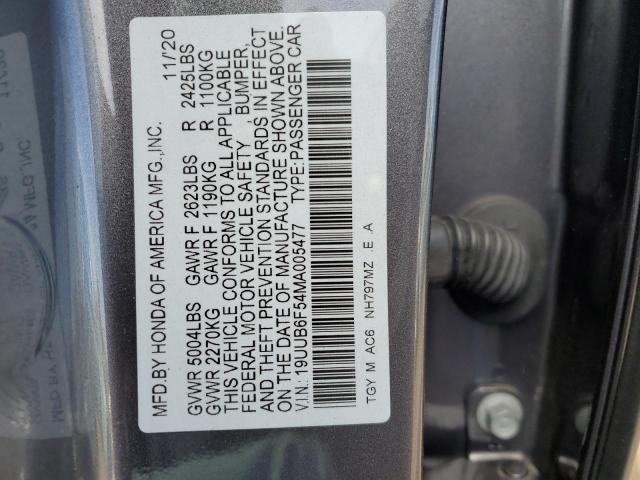 MFD.BY HONDA OF AMERICA MFG.,INC. 11/20
GVWR 5004LBS GAWR F 2623LBS R 2425LBS
GVWR 2270KG GAWR F 1190KG R 1100KG
THIS VEHICLE CONFORMS TO ALL APPLICABLE
FEDERAL MOTOR VEHICLE SAFETY, BUMPER,
AND THEFT PREVENTION STANDARDS IN EFFECT
ON THE DATE OF MANUFACTURE SHOWN ABOVE.
V.I.N.: 19UUB6F54MA005477 TYPE:PASSENGER CAR
TGY M AC6 NH797MZ .E .A